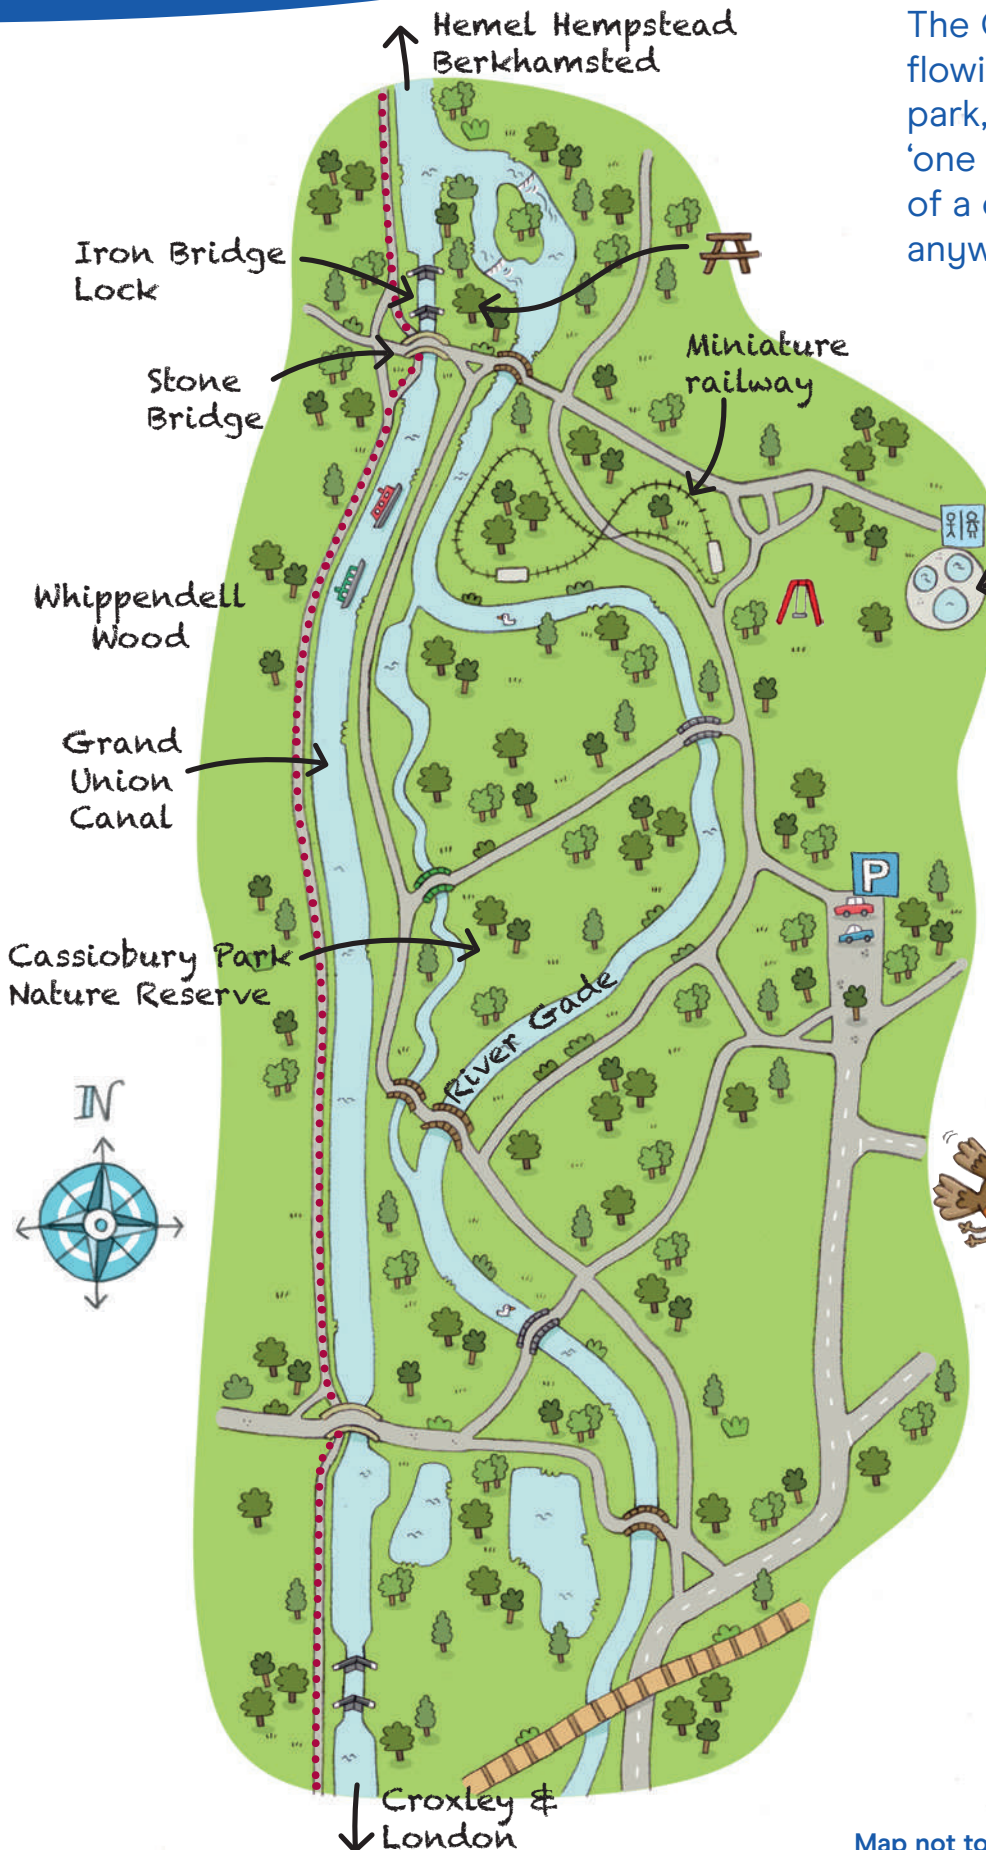 Hemel Hempstead
Berkhamsted
flowi
park,
'one
of a
anyw
Iron Bridge
Lock
Stone
Bridge
Miniature
railway
Whippendell
Wood
Grand
Union
Canal
P
Cassiobury Park
Nature Reserve
River Gade
N
Croxley &
London
The
Map not to